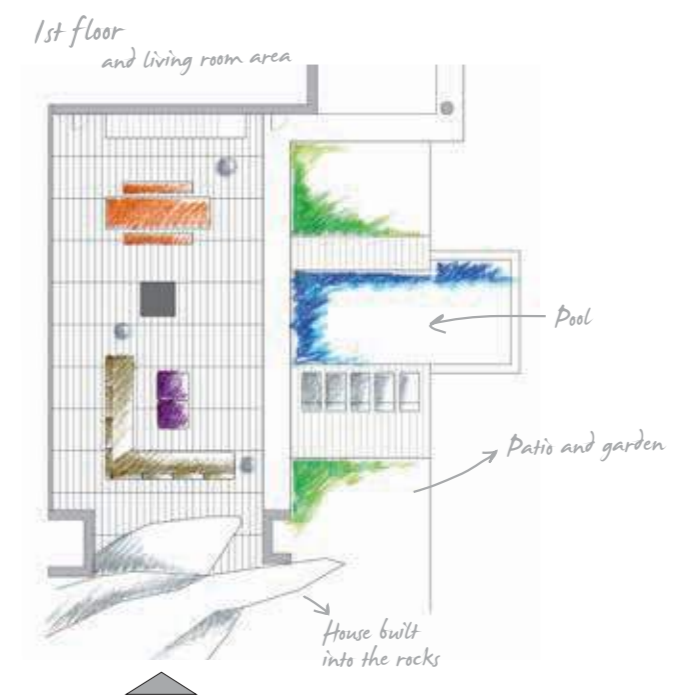 1st floor
and living room area
Pool
Patio and garden
House built
into the rocks